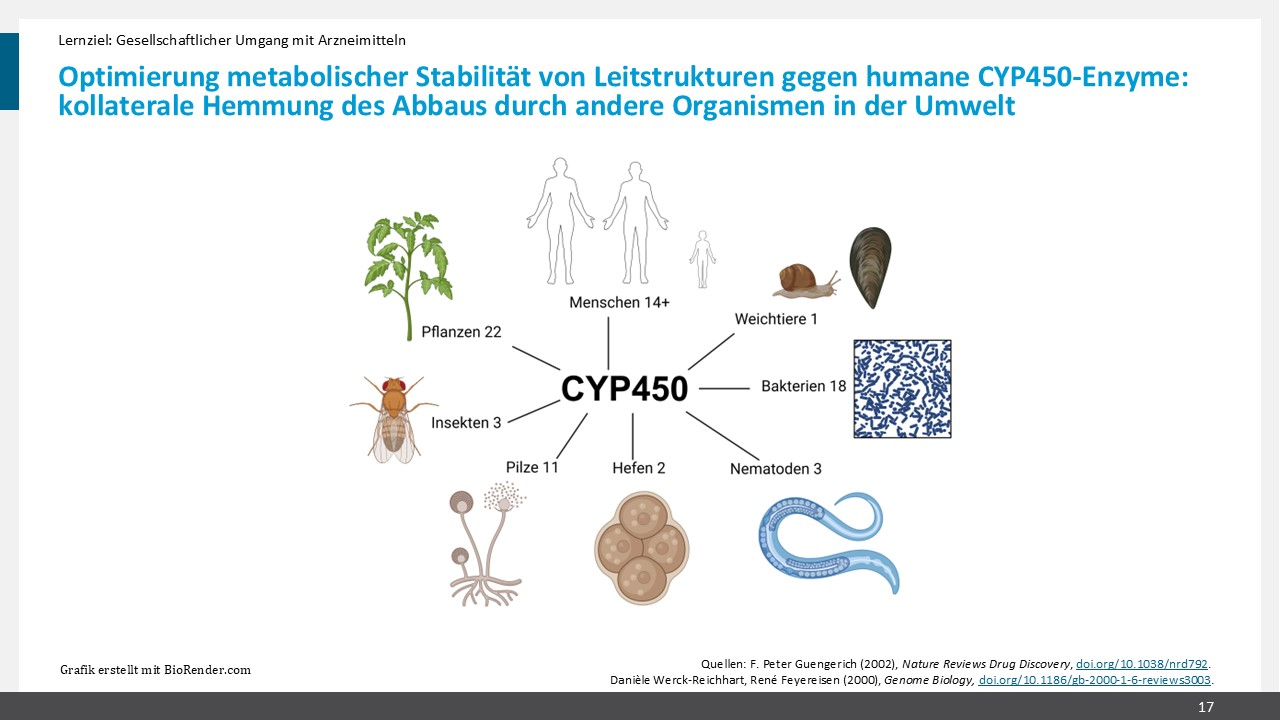 Lernziel: Gesellschaftlicher Umgang mit Arzneimitteln
Optimierung metabolischer Stabilität von Leitstrukturen gegen humane CYP450-Enzyme:
kollaterale Hemmung des Abbaus durch andere Organismen in der Umwelt
Menschen 14+
Weichtiere 1
Pflanzen 22
CYP450
Bakterien 18
Insekten 3
Pilze 11
Hefen 2
Nematoden 3
Grafik erstellt mit BioRender.com
Quellen: F. Peter Guengerich (2002), Nature Reviews Drug Discovery, doi.org/10.1038/nrd792.
Danièle Werck-Reichhart, René Feyereisen (2000), Genome Biology, doi.org/10.1186/gb-2000-1-6-reviews3003.
17